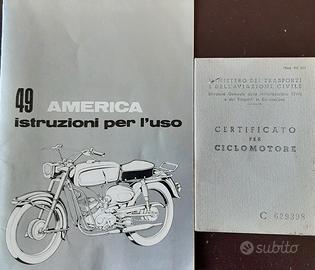 49 AMERICA
istruzioni per l'uso
MINISTERO DEI TRASPORTI
E DELL'AVIAZIONE CIVILE
CERTIFICATO
PER
CICLOMOTORE
C 629398
subito